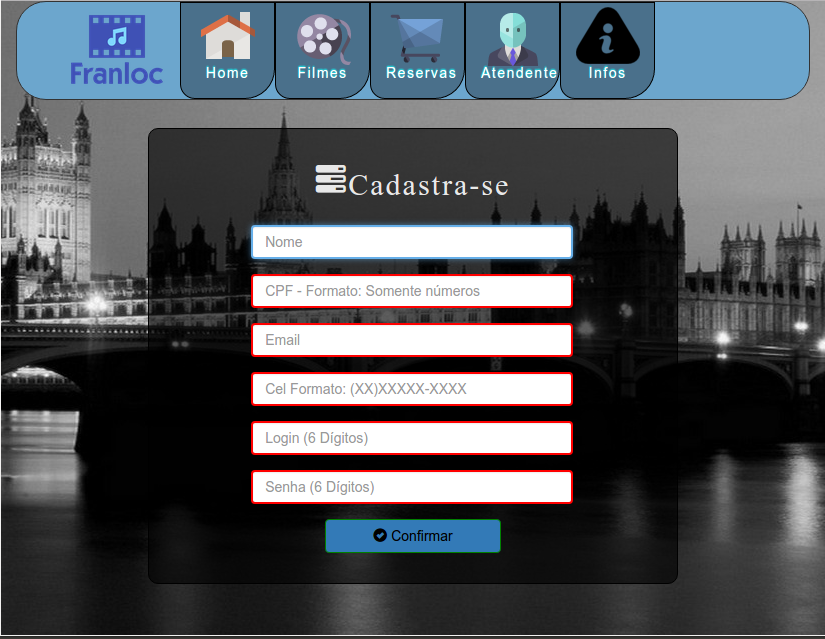 Franloc
Home
Filmes
Reservas
Atendente
Infos
Cadastra-se
Nome
CPF - Formato: Somente números
Email
Cel Formato: (XX)XXXXX-XXXX
Login (6 Dígitos)
Senha (6 Dígitos)
Confirmar